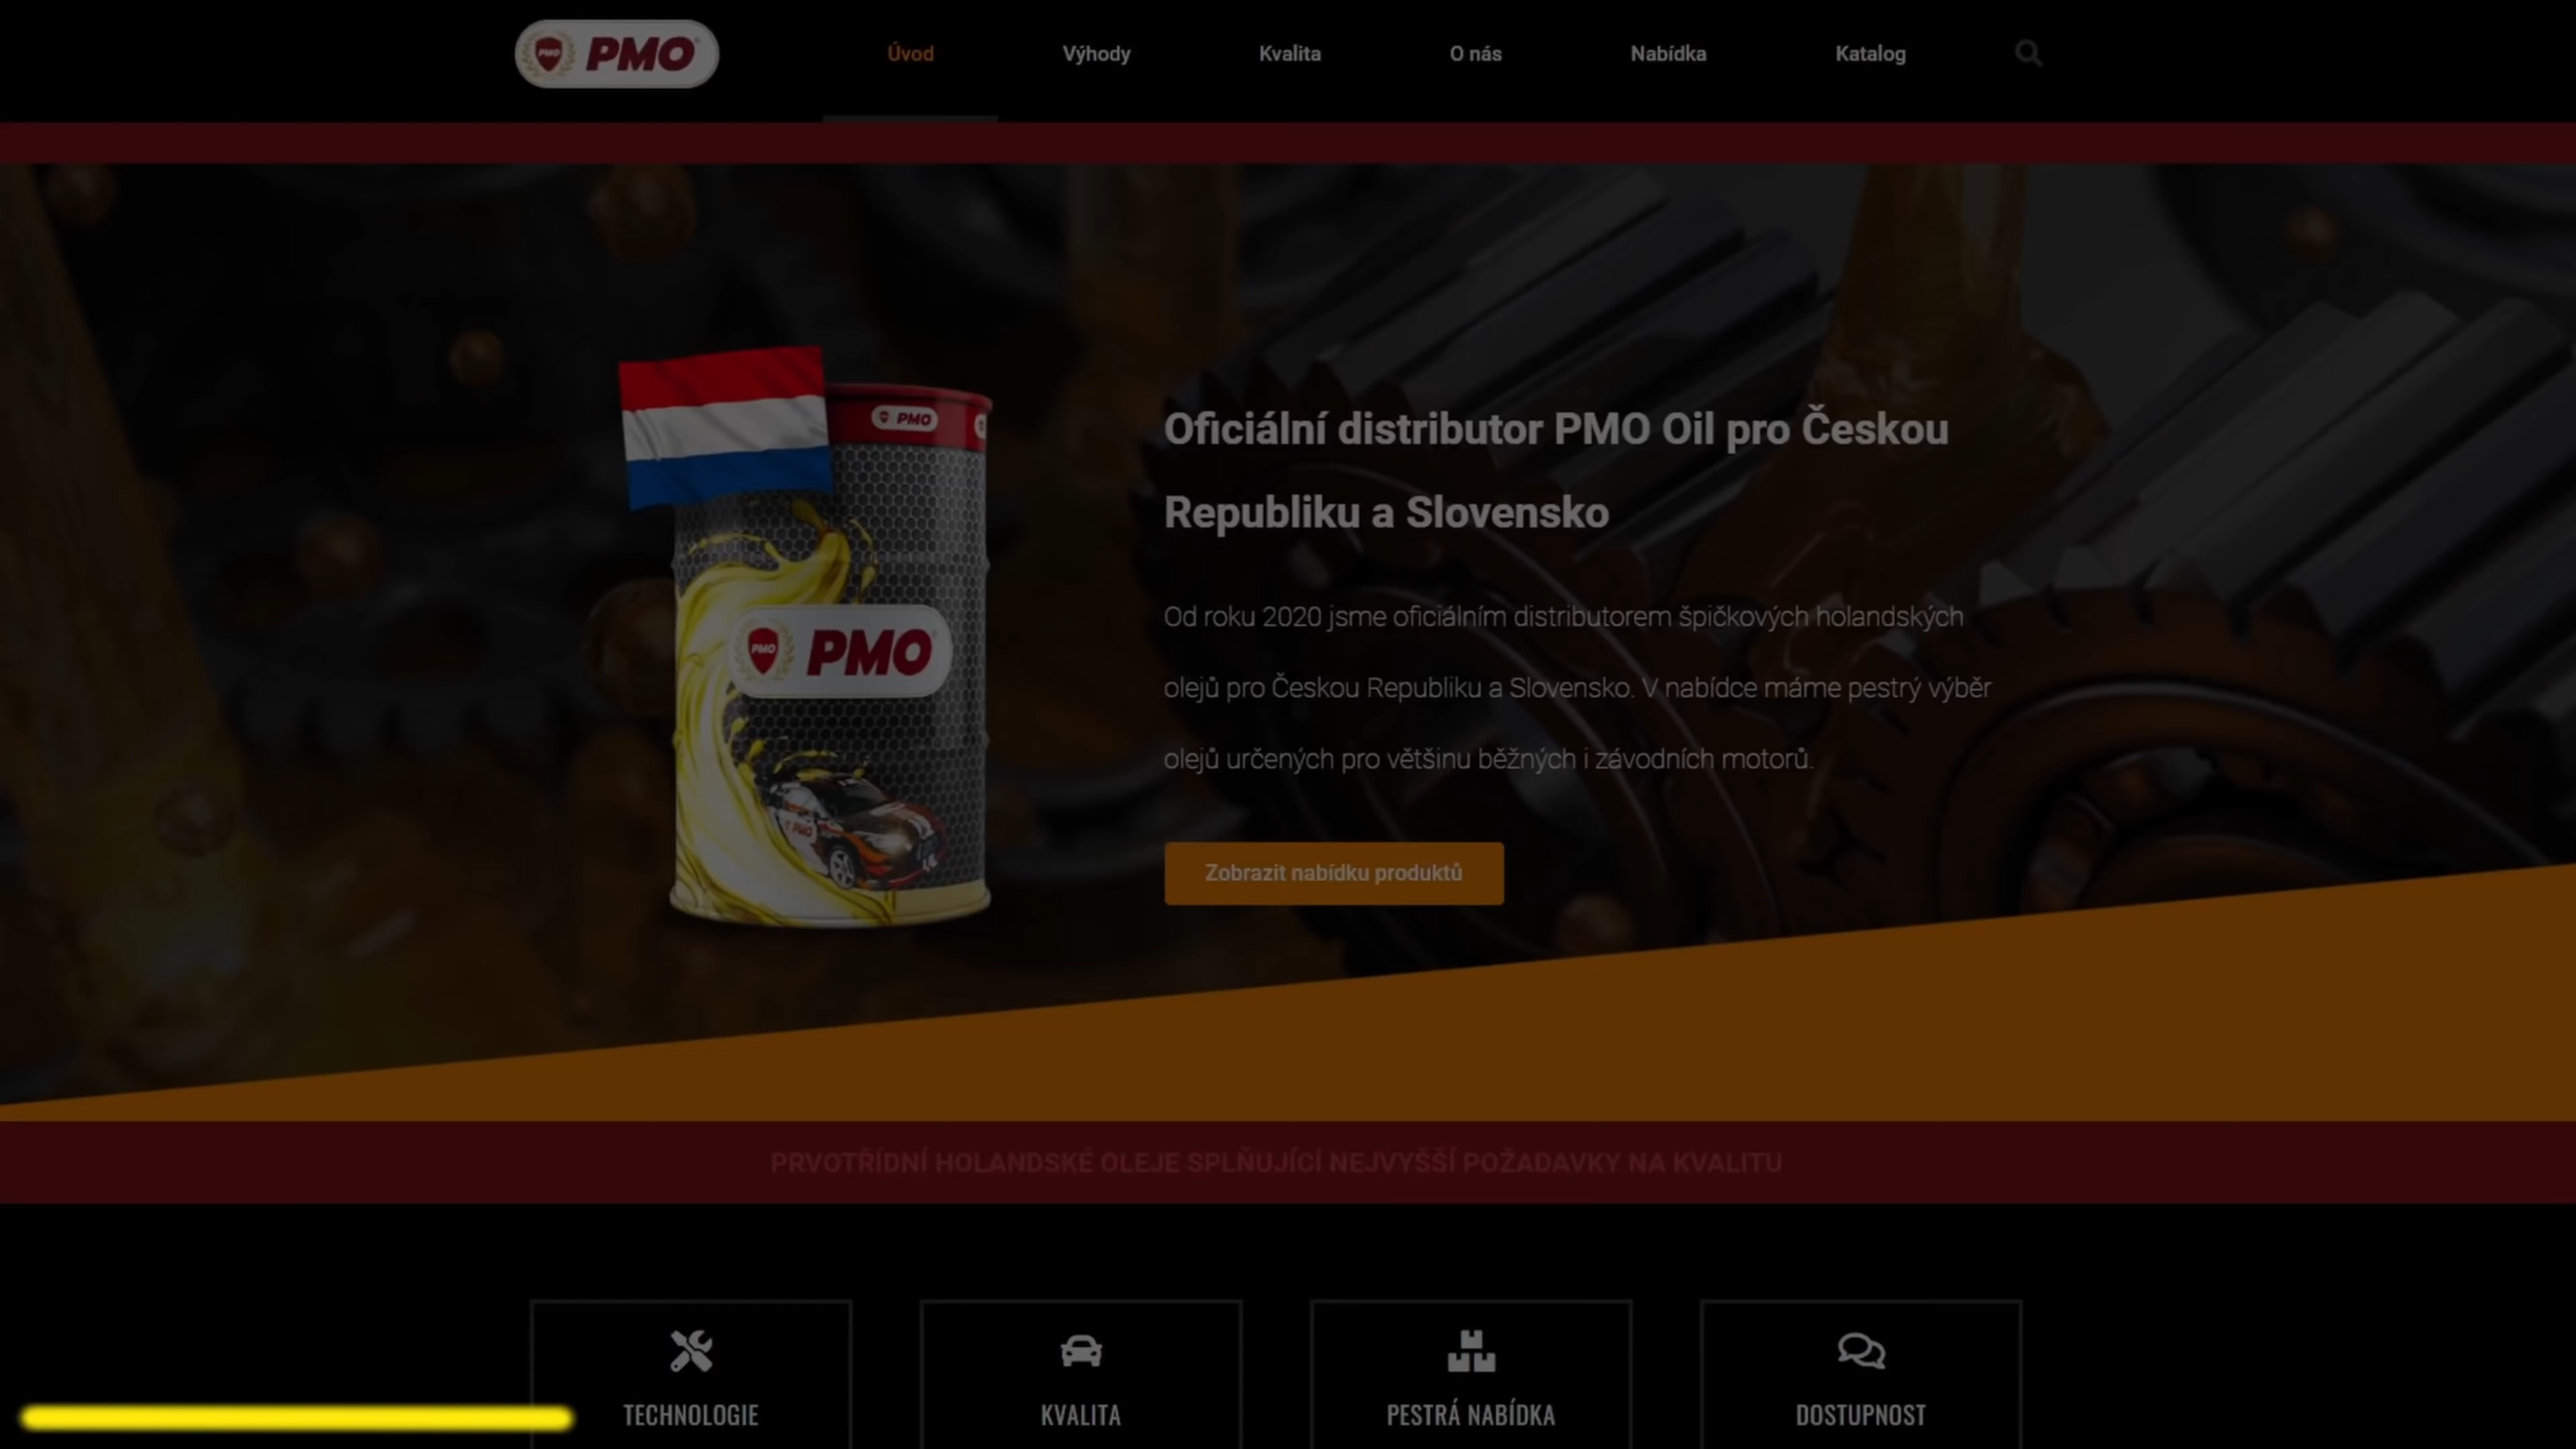 PMO PMO
Úvod
Výhody
Kvalita
O nás
Nabídka
Katalog
PMO
PMO PMO
PMO
Oficiální distributor PMO Oil pro Českou
Republiku a Slovensko
Od roku 2020 jsme oficiálním distributorem špičkových holandských
olejů pro Českou Republiku a Slovensko. V nabídce máme pestrý výběr
olejů určených pro většinu běžných i závodních motorů.
Zobrazit nabídku produktů
PRVOTŘÍDNÍ HOLANDSKÉ OLEJE SPLŇUJÍCÍ NEJVYŠŠÍ POŽADAVKY NA KVALITU
TECHNOLOGIE
KVALITA
PESTRÁ NABÍDKA
DOSTUPNOST